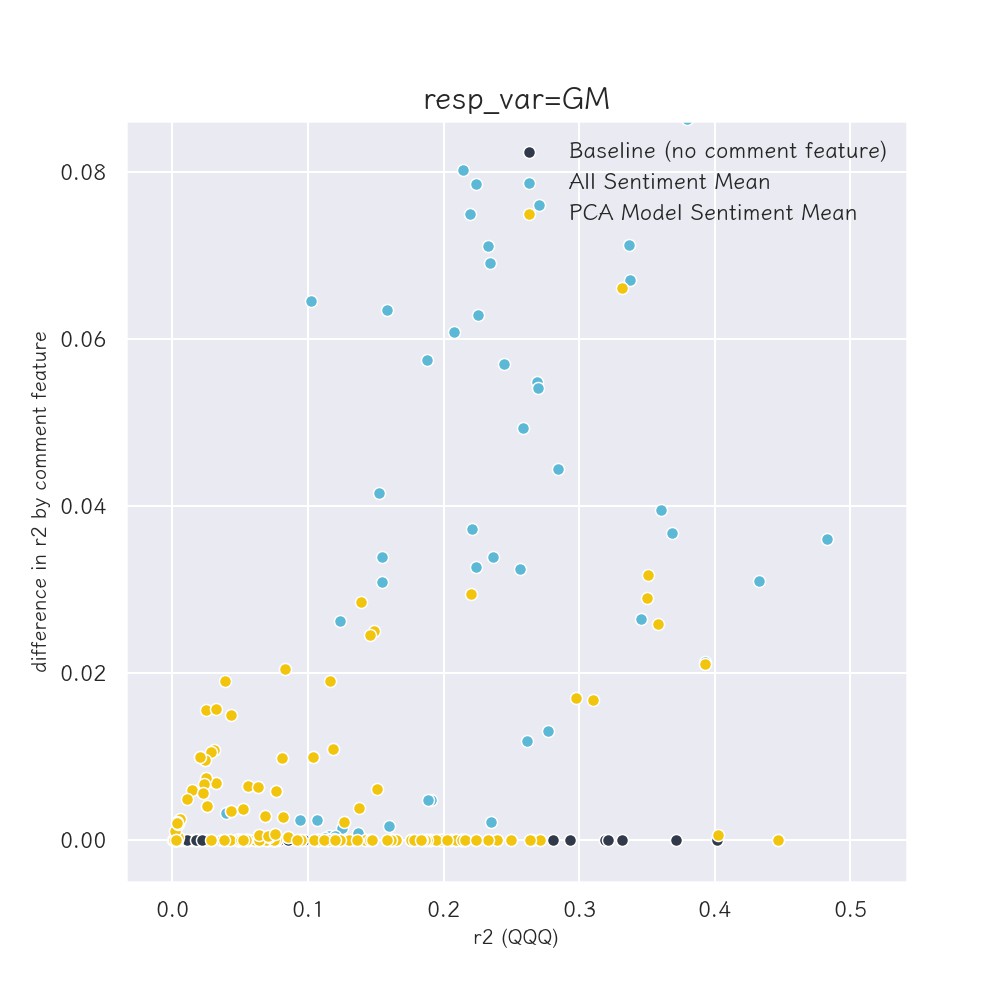 resp_var=GM
Baseline (no comment feature)
All Sentiment Mean
PCA Model Sentiment Mean
difference in r2 by comment feature
0.08
0.06
0.04
0.02
0.00
0.0 0.1 0.2 0.3 0.4 0.5
r2 (QQQ)